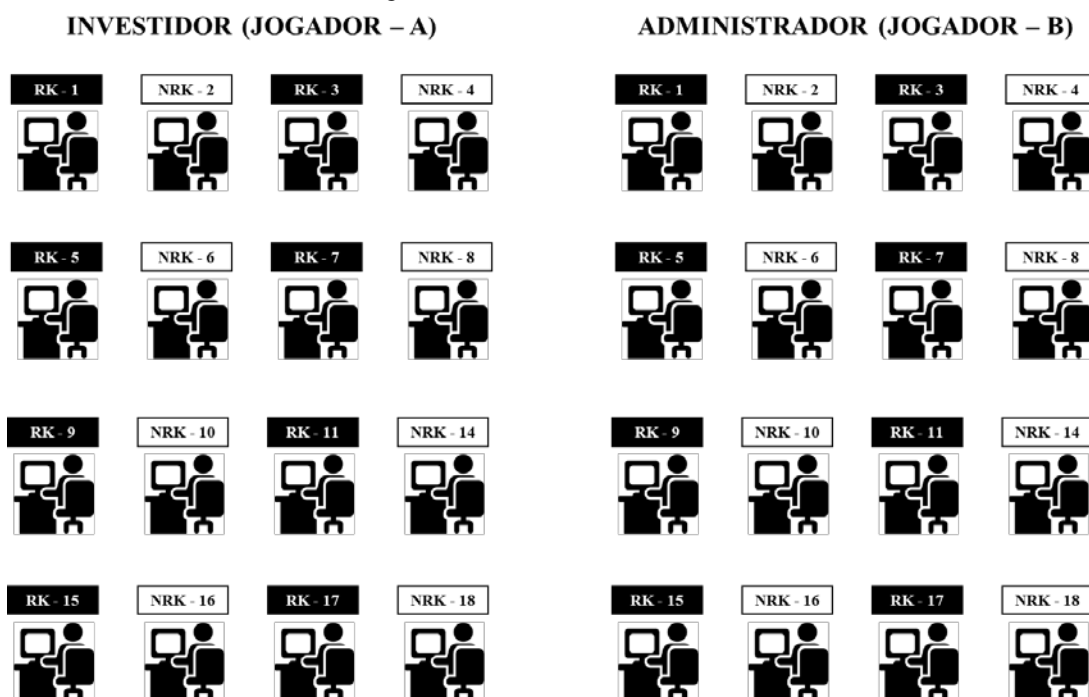 INVESTIDOR (JOGADOR – A)
ADMINISTRADOR (JOGADOR – B)
RK - 1 NRK - 2 RK - 3 NRK - 4 RK - 1 NRK - 2 RK - 3 NRK - 4
RK - 5 NRK - 6 RK - 7 NRK - 8 RK - 5 NRK - 6 RK - 7 NRK - 8
RK - 9 NRK - 10 RK - 11 NRK - 14 RK - 9 NRK - 10 RK - 11 NRK - 14
RK - 15 NRK - 16 RK - 17 NRK - 18 RK - 15 NRK - 16 RK - 17 NRK - 18